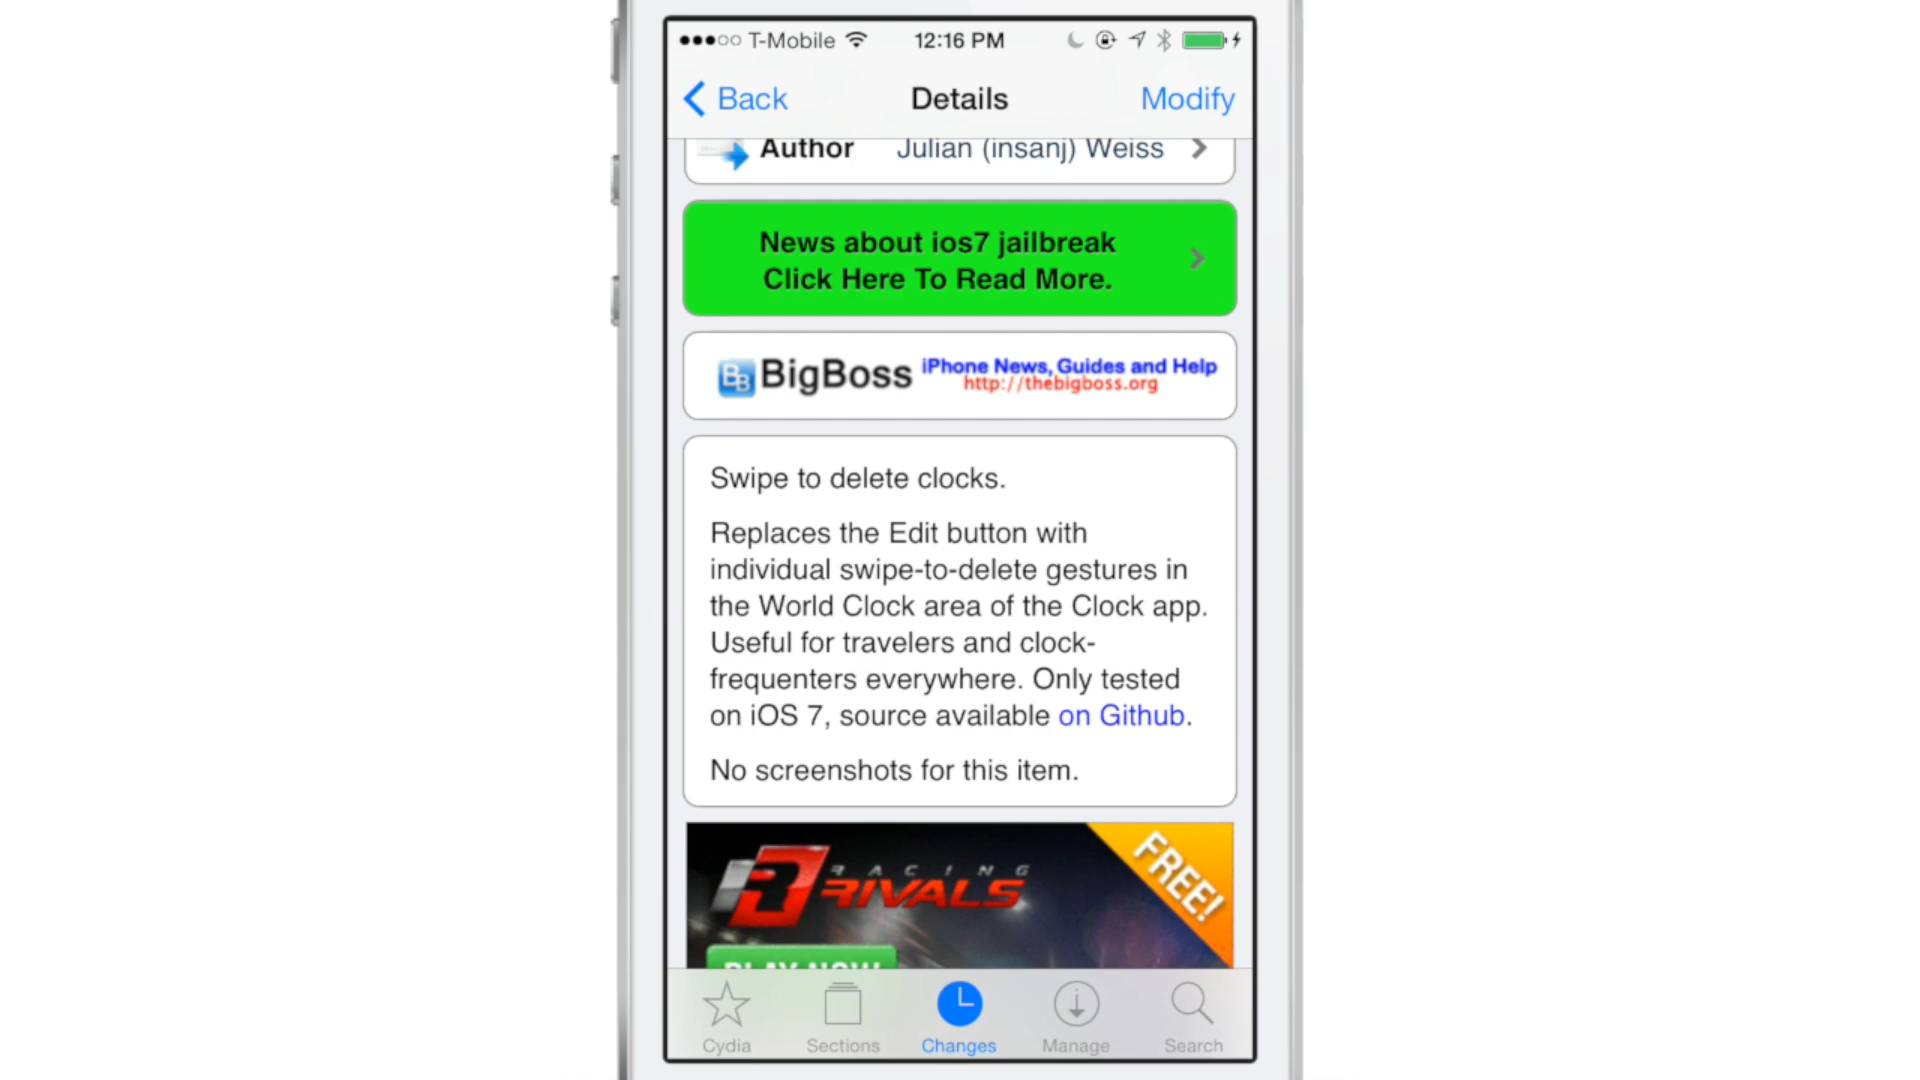 T-Mobile 12:16 PM
Back Details Modify
Author Julian (insanj) Weiss
News about ios7 jailbreak
Click Here To Read More.
BB BigBoss iPhone News, Guides and Help
http://thebigboss.org
Swipe to delete clocks.
Replaces the Edit button with
individual swipe-to-delete gestures in
the World Clock area of the Clock app.
Useful for travelers and clock-
frequenters everywhere. Only tested
on iOS 7, source available on Github.
No screenshots for this item.
RACING
RIVALS
FREE!
PLAY NOW
Cydia Sections Changes Manage Search